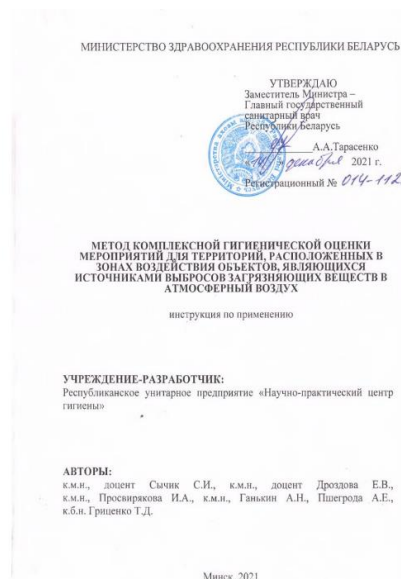 МИНИСТЕРСТВО ЗДРАВООХРАНЕНИЯ РЕСПУБЛИКИ БЕЛАРУСЬ
УТВЕРЖДАЮ
Заместитель Министра –
Главный государственный
санитарный врач
Республики Беларусь
А.А.Тарасенко
декабря 2021 г.
Регистрационный № 014-112
МЕТОД КОМПЛЕКСНОЙ ГИГИЕНИЧЕСКОЙ ОЦЕНКИ
МЕРОПРИЯТИЙ ДЛЯ ТЕРРИТОРИЙ, РАСПОЛОЖЕННЫХ В
ЗОНАХ ВОЗДЕЙСТВИЯ ОБЪЕКТОВ, ЯВЛЯЮЩИХСЯ
ИСТОЧНИКАМИ ВЫБРОСОВ ЗАГРЯЗНЯЮЩИХ ВЕЩЕСТВ В
АТМОСФЕРНЫЙ ВОЗДУХ
инструкция по применению
УЧРЕЖДЕНИЕ-РАЗРАБОТЧИК:
Республиканское унитарное предприятие «Научно-практический центр
гигиены»
АВТОРЫ:
к.м.н., доцент Сычик С.И., к.м.н., доцент Дроздова Е.В.,
к.м.н., Просвирякова И.А., к.м.н., Ганькин А.Н., Пшегрода А.Е.,
к.б.н. Гриценко Т.Д.
Минск, 2021